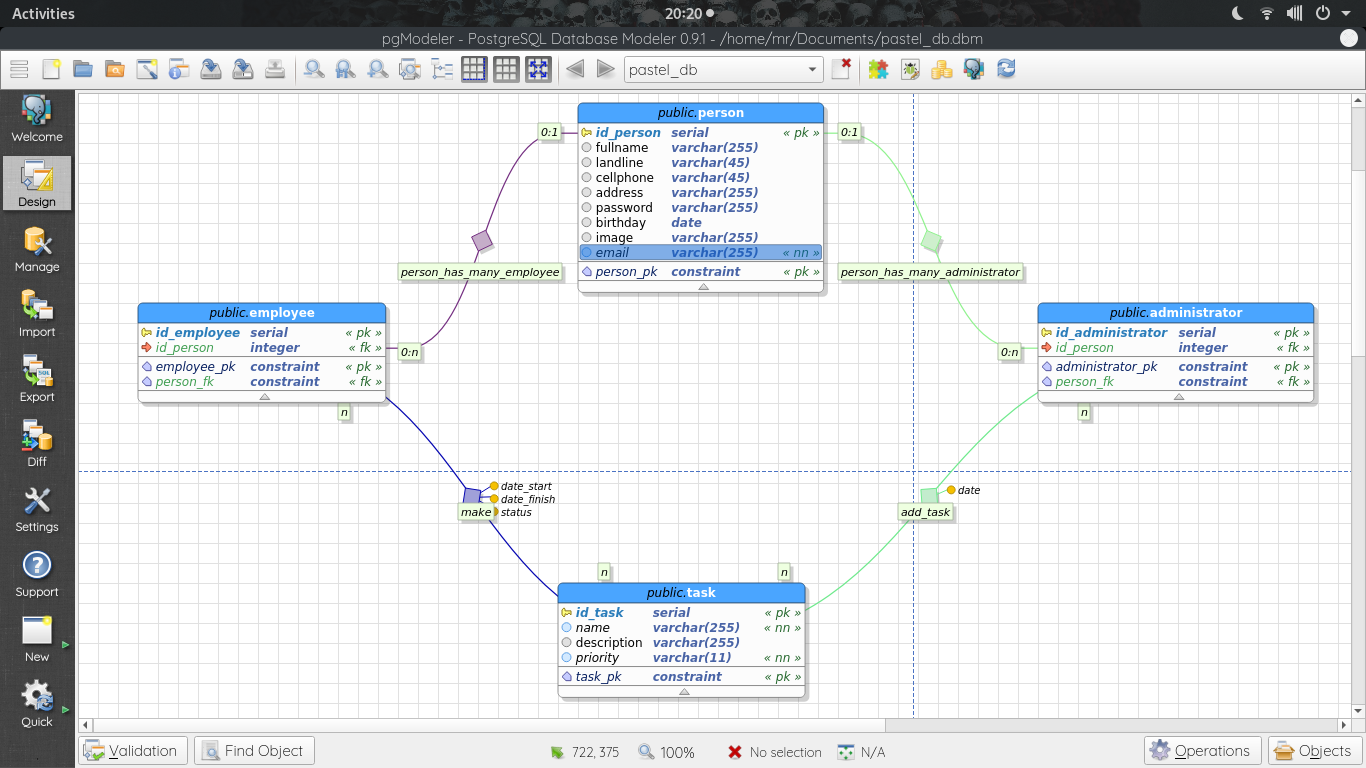 Activities
20:20
pgModeler - PostgreSQL Database Modeler 0.9.1 - /home/mr/Documents/pastel_db.dbm
pastel_db
Welcome
Design
Manage
Import
Export
Diff
Settings
Support
New
Quick
public.person
id_person serial « pk »
fullname varchar(255)
landline varchar(45)
cellphone varchar(45)
address varchar(255)
password varchar(255)
birthday date
image varchar(255)
email varchar(255) « nn »
person_pk constraint « pk »
0:1
0:1
person_has_many_employee
person_has_many_administrator
public.employee
id_employee serial « pk »
id_person integer « fk »
employee_pk constraint « pk »
person_fk constraint « fk »
0:n
0:n
public.administrator
id_administrator serial « pk »
id_person integer « fk »
administrator_pk constraint « pk »
person_fk constraint « fk »
n
n
date_start
date_finish
make status
date
add_task
n
n
public.task
id_task serial « pk »
name varchar(255) « nn »
description varchar(255)
priority varchar(11) « nn »
task_pk constraint « pk »
Validation
Find Object
722, 375
100%
No selection
N/A
Operations
Objects